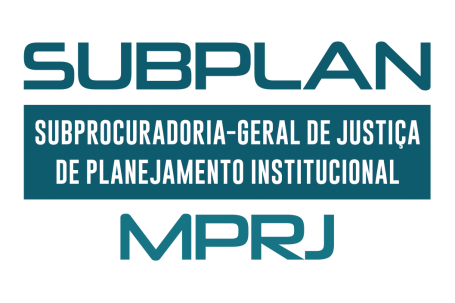 SUBPLAN
SUBPROCURADORIA-GERAL DE JUSTIÇA
DE PLANEJAMENTO INSTITUCIONAL
MPRJ